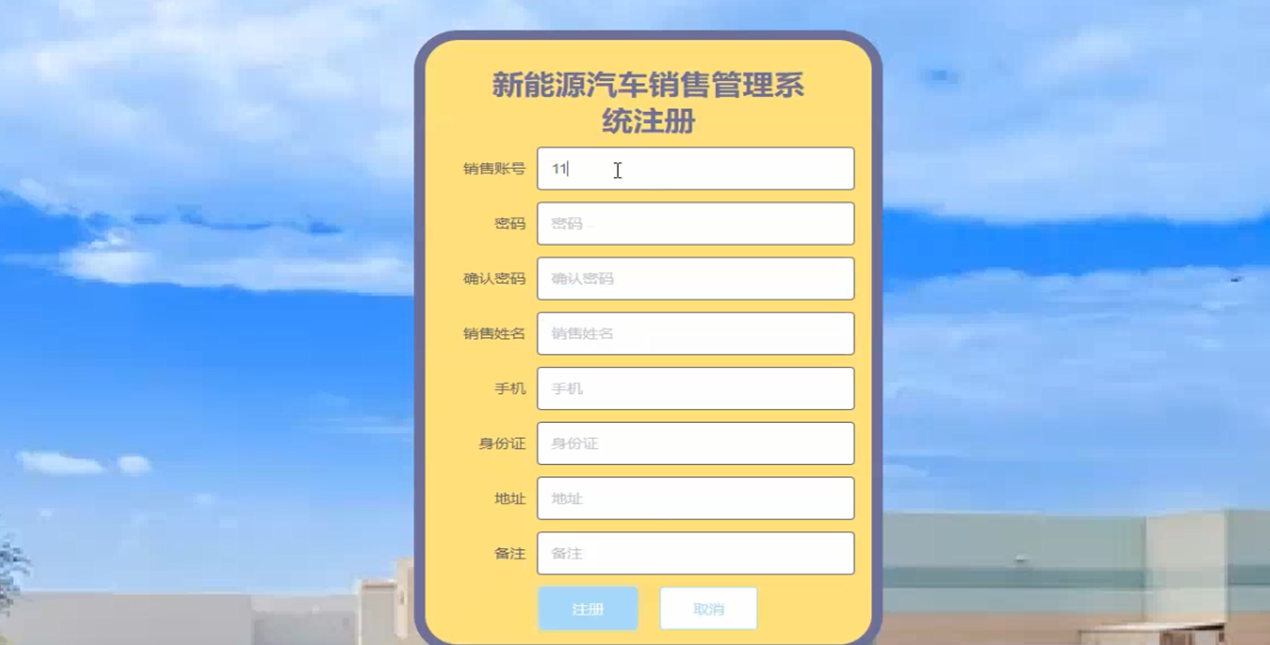 新能源汽车销售管理系
统注册
销售账号 11
密码 密码
确认密码 确认密码
销售姓名 销售姓名
手机 手机
身份证 身份证
地址 地址
备注 备注
注册 取消